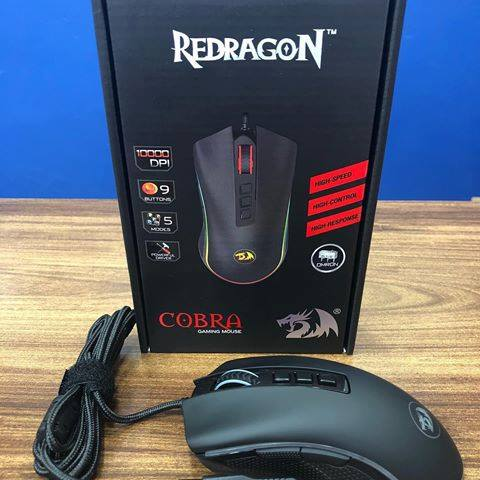 REDRAGON™
10000
DPI
9
BUTTONS
5
MODES
POWERFUL
DRIVER
HIGH-SPEED
HIGH-CONTROL
HIGH-RESPONSE
OMRON
COBRA
GAMING MOUSE
®